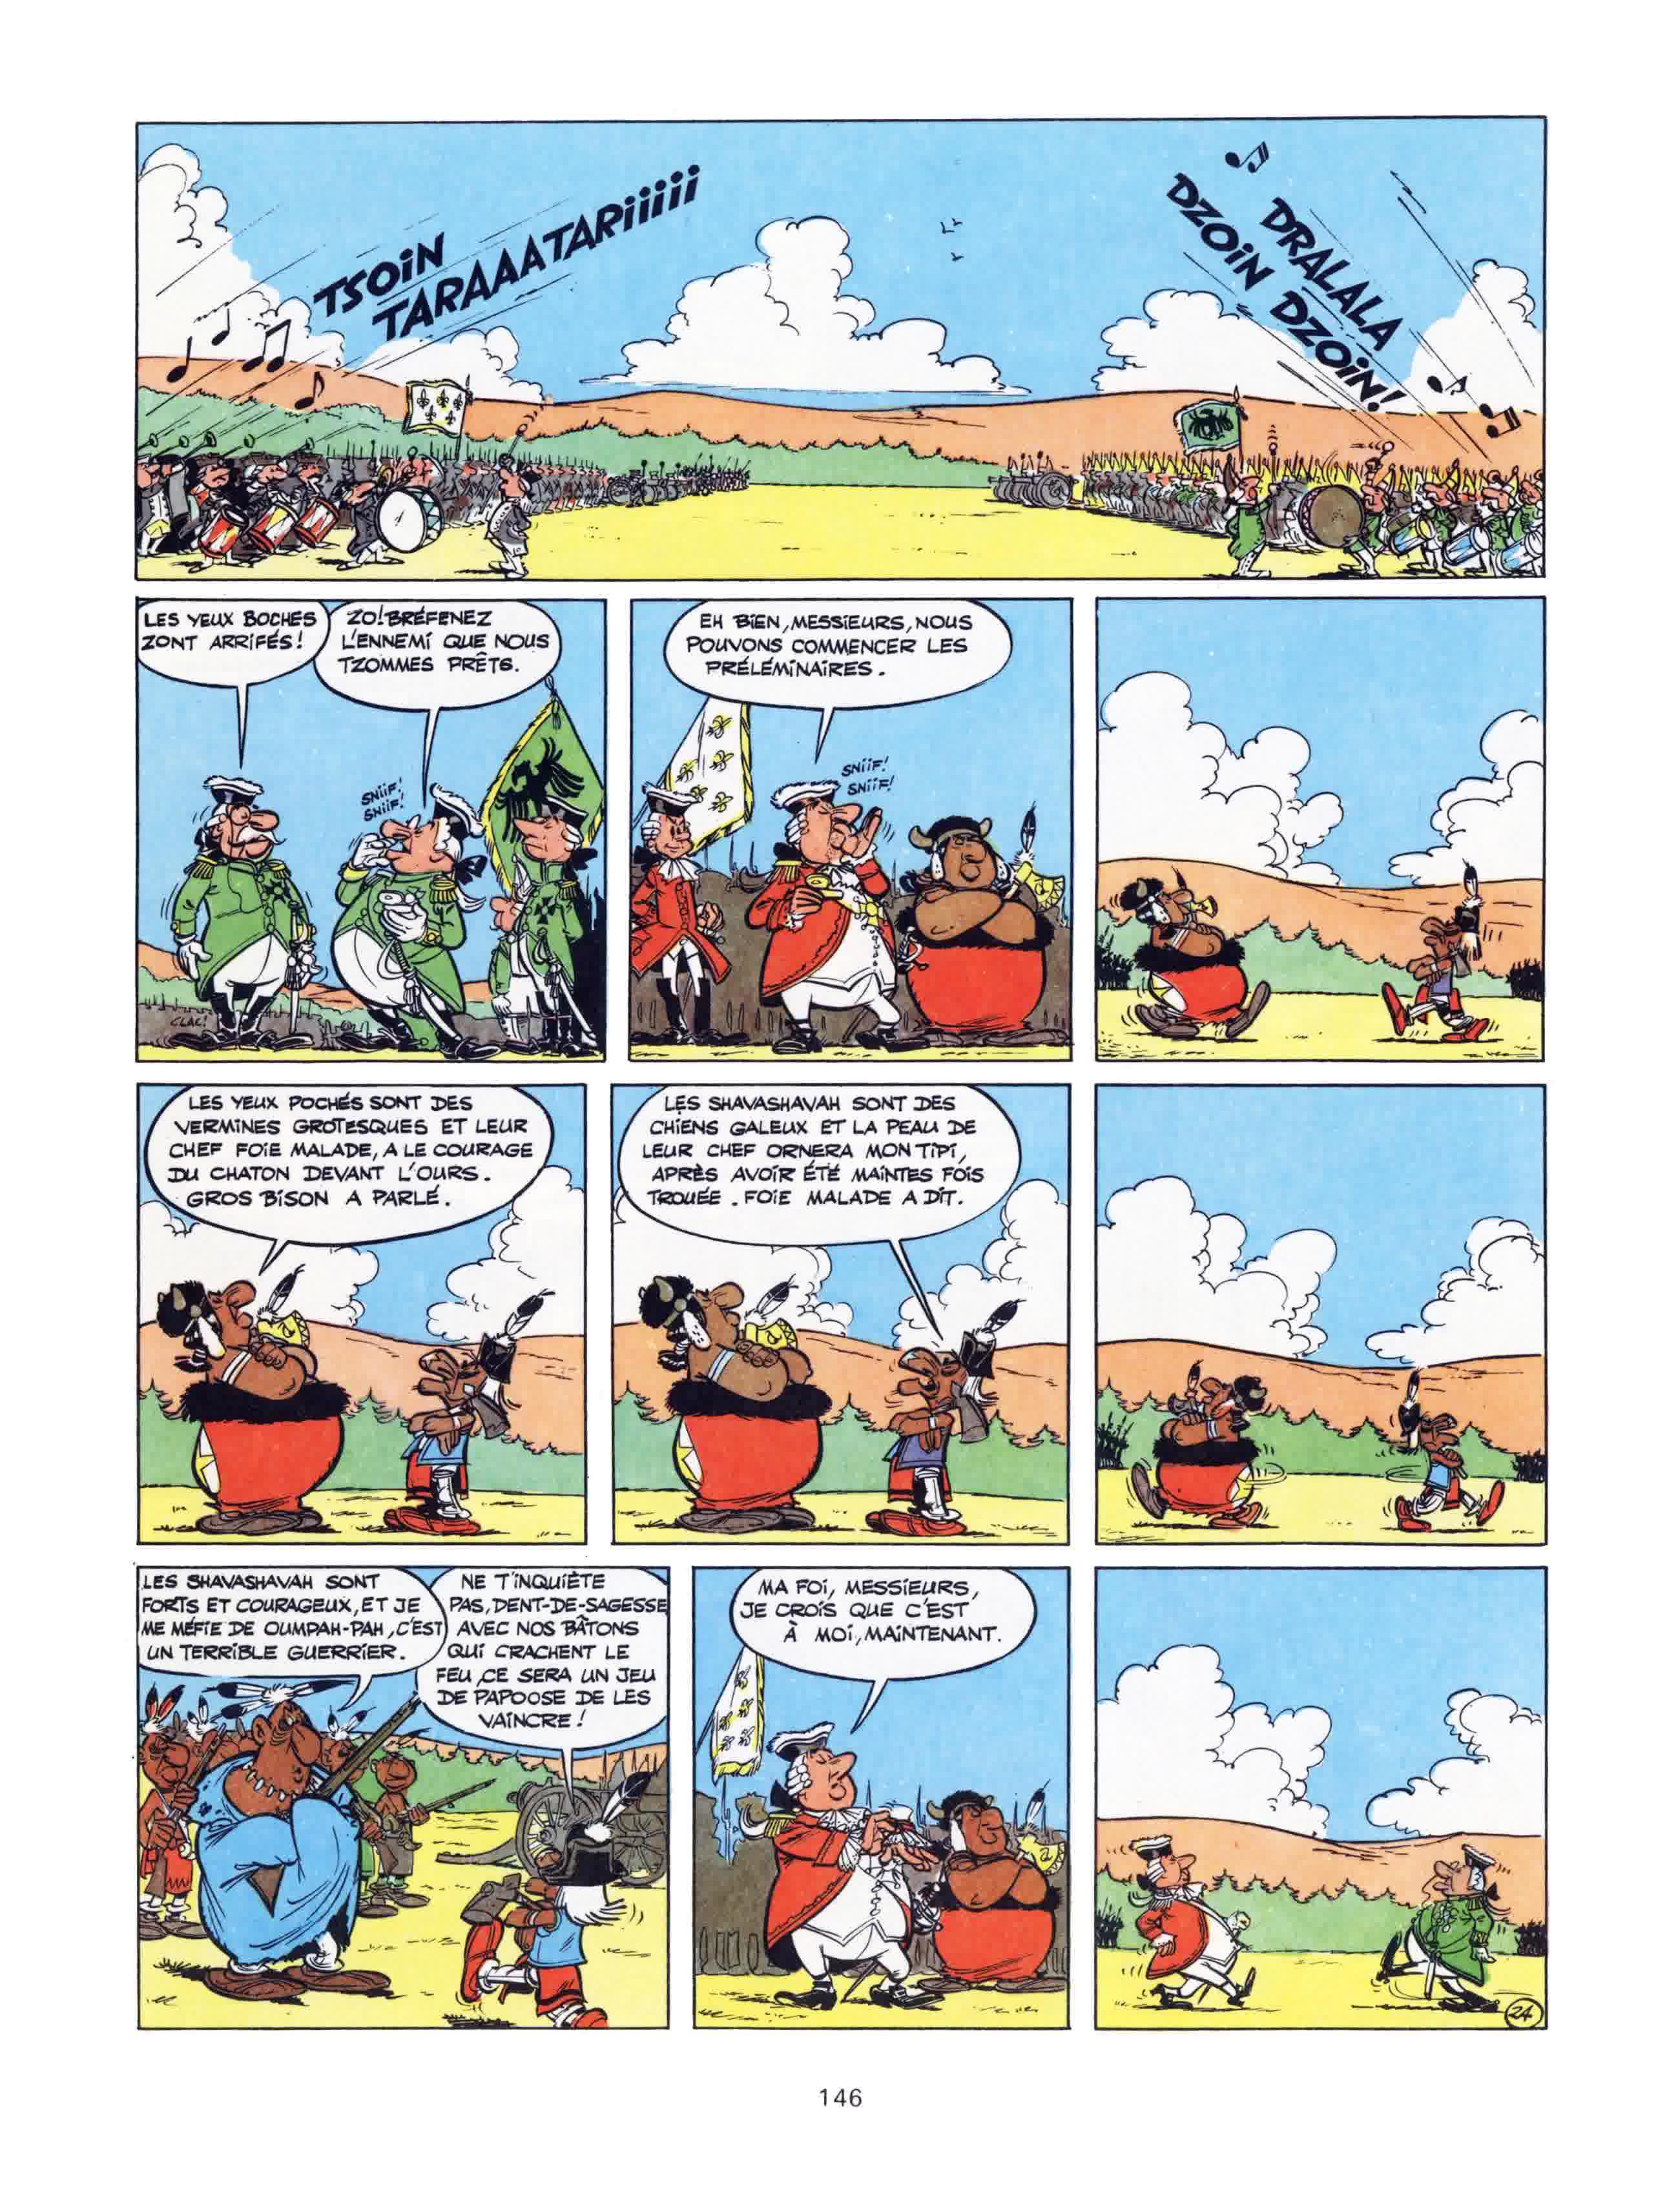 TSOIN
TARAAATARIIIII
DRALALA
DZOIN DZOIN!
LES YEUX BOCHES
ZONT ARRIFÉS!
ZO! BRÉFENEZ
L'ENNEMI QUE NOUS
TZOMMES PRÊTS.
SNIIF!
SNIIF!
CLAC!
EH BIEN, MESSIEURS, NOUS
POUVONS COMMENCER LES
PRÉLÉMINAIRES.
SNIIF!
SNIIF!
LES YEUX POCHÉS SONT DES
VERMINES GROTESQUES ET LEUR
CHEF FOIE MALADE, A LE COURAGE
DU CHATON DEVANT L'OURS.
GROS BISON A PARLÉ.
LES SHAVASHAVAH SONT DES
CHIENS GALEUX ET LA PEAU DE
LEUR CHEF ORNERA MON TIPI,
APRÈS AVOIR ÉTÉ MAINTES FOIS
TROUÉE. FOIE MALADE A DIT.
LES SHAVASHAVAH SONT
FORTS ET COURAGEUX, ET JE
ME MÉFIE DE OUMPAH-PAH, C'EST
UN TERRIBLE GUERRIER.
NE T'INQUIÈTE
PAS, DENT-DE-SAGESSE
AVEC NOS BÂTONS
QUI CRACHENT LE
FEU, CE SERA UN JEU
DE PAPOOSE DE LES
VAINCRE!
MA FOI, MESSIEURS,
JE CROIS QUE C'EST
À MOI, MAINTENANT.
24
146